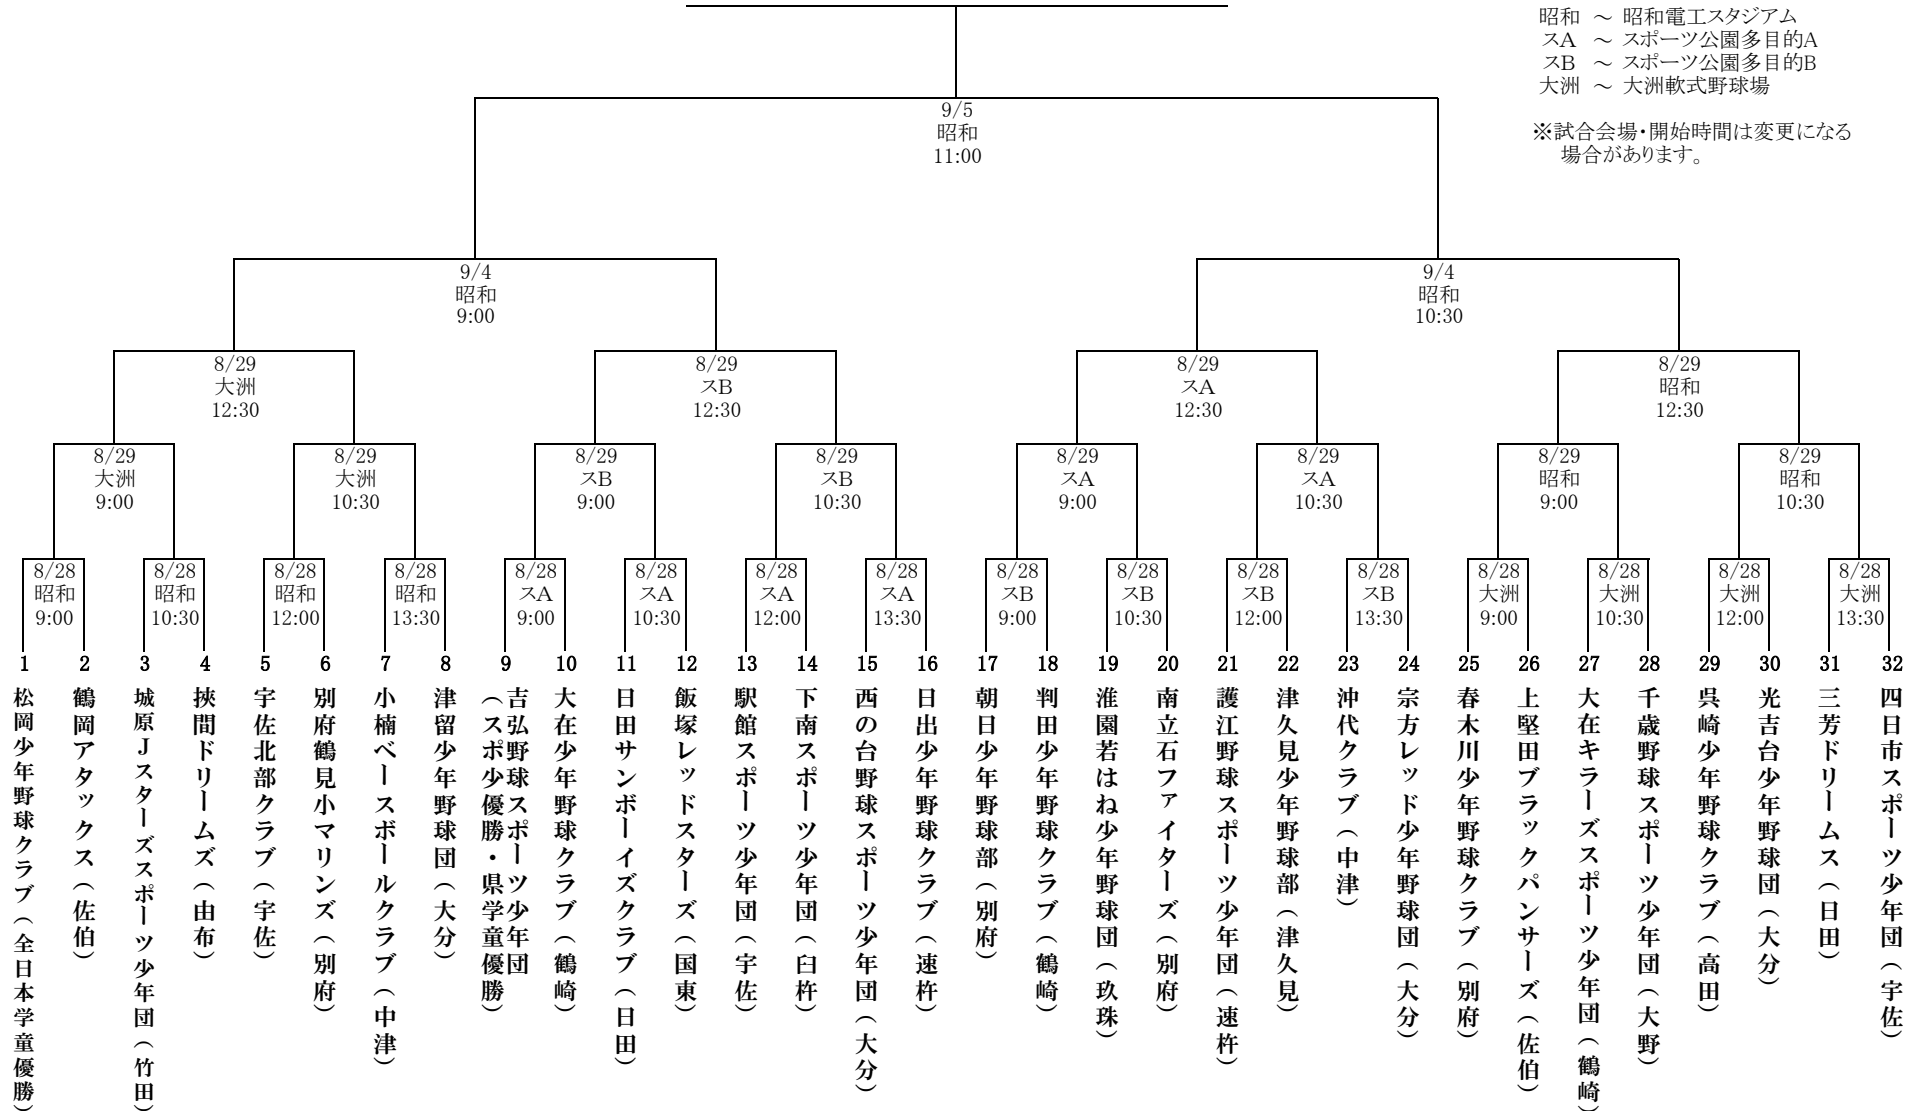 昭和 ～ 昭和電工スタジアム
スA ～ スポーツ公園多目的A
スB ～ スポーツ公園多目的B
大洲 ～ 大洲軟式野球場
※試合会場・開始時間は変更になる
場合があります。
9/5
昭和
11:00
9/4
昭和
9:00
9/4
昭和
10:30
8/29
大洲
12:30
8/29
スB
12:30
8/29
スA
12:30
8/29
昭和
12:30
8/29
大洲
9:00
8/29
大洲
10:30
8/29
スB
9:00
8/29
スB
10:30
8/29
スA
9:00
8/29
スA
10:30
8/29
昭和
9:00
8/29
昭和
10:30
8/28
昭和
9:00
8/28
昭和
10:30
8/28
昭和
12:00
8/28
昭和
13:30
8/28
スA
9:00
8/28
スA
10:30
8/28
スA
12:00
8/28
スA
13:30
8/28
スB
9:00
8/28
スB
10:30
8/28
スB
12:00
8/28
スB
13:30
8/28
大洲
9:00
8/28
大洲
10:30
8/28
大洲
12:00
8/28
大洲
13:30
1
松岡少年野球クラブ（全日本学童優勝）
2
鶴岡アタックス（佐伯）
3
城原Jスターズスポーツ少年団（竹田）
4
挾間ドリームズ（由布）
5
宇佐北部クラブ（宇佐）
6
別府鶴見小マリンズ（別府）
7
小楠ベースボールクラブ（中津）
8
津留少年野球団（大分）
9
吉弘野球スポーツ少年団
（スポ少優勝・県学童優勝）
10
大在少年野球クラブ（鶴崎）
11
日田サンボーイズクラブ（日田）
12
飯塚レッドスターズ（国東）
13
駅館スポーツ少年団（宇佐）
14
下南スポーツ少年団（臼杵）
15
西の台野球スポーツ少年団（大分）
16
日出少年野球クラブ（速杵）
17
朝日少年野球部（別府）
18
判田少年野球クラブ（鶴崎）
19
淮園若はね少年野球団（玖珠）
20
南立石ファイターズ（別府）
21
護江野球スポーツ少年団（速杵）
22
津久見少年野球部（津久見）
23
沖代クラブ（中津）
24
宗方レッド少年野球団（大分）
25
春木川少年野球クラブ（別府）
26
上堅田ブラックパンサーズ（佐伯）
27
大在キラーズスポーツ少年団（鶴崎）
28
千歳野球スポーツ少年団（大野）
29
呉崎少年野球クラブ（高田）
30
光吉台少年野球団（大分）
31
三芳ドリームス（日田）
32
四日市スポーツ少年団（宇佐）